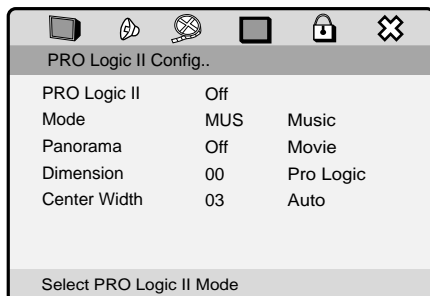 PRO Logic II Config..
PRO Logic II Off
Mode MUS Music
Panorama Off Movie
Dimension 00 Pro Logic
Center Width 03 Auto
Select PRO Logic II Mode